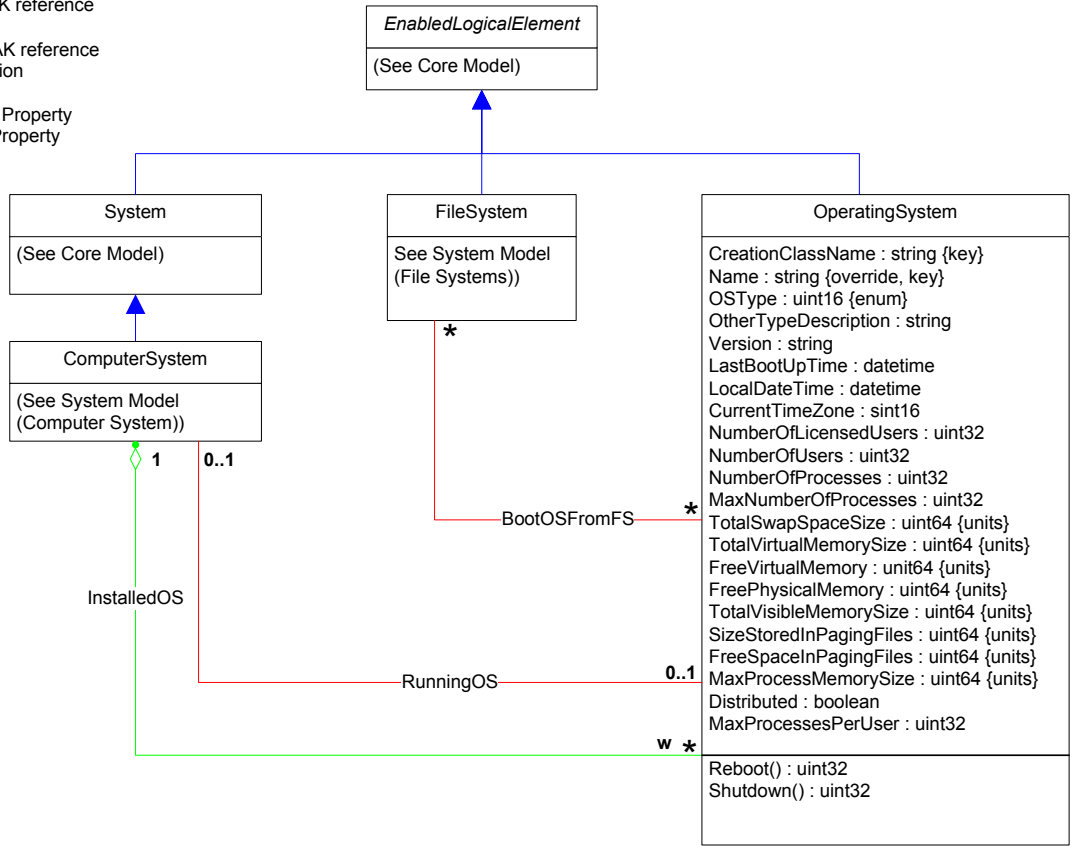 K reference
AK reference
ion
Property
Property
EnabledLogicalElement
(See Core Model)
System
(See Core Model)
FileSystem
See System Model
(File Systems))
OperatingSystem
CreationClassName : string {key}
Name : string {override, key}
OSType : uint16 {enum}
OtherTypeDescription : string
Version : string
LastBootUpTime : datetime
LocalDateTime : datetime
CurrentTimeZone : sint16
NumberOfLicensedUsers : uint32
NumberOfUsers : uint32
NumberOfProcesses : uint32
MaxNumberOfProcesses : uint32
TotalSwapSpaceSize : uint64 {units}
TotalVirtualMemorySize : uint64 {units}
FreeVirtualMemory : unit64 {units}
FreePhysicalMemory : uint64 {units}
TotalVisibleMemorySize : uint64 {units}
SizeStoredInPagingFiles : uint64 {units}
FreeSpaceInPagingFiles : uint64 {units}
MaxProcessMemorySize : uint64 {units}
Distributed : boolean
MaxProcessesPerUser : uint32
Reboot() : uint32
Shutdown() : uint32
ComputerSystem
(See System Model
(Computer System))
*
1
0..1
BootOSFromFS
*
InstalledOS
RunningOS
0..1
w *